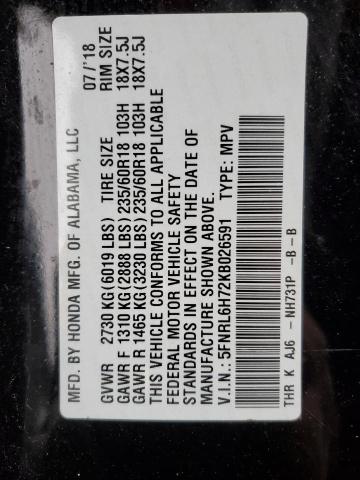 MFD. BY HONDA MFG. OF ALABAMA, LLC 07/'18
GVWR 2730 KG(6019 LBS) TIRE SIZE RIM SIZE
GAWR F 1310 KG(2888 LBS) 235/60R18 103H 18X7.5J
GAWR R 1465 KG(3230 LBS) 235/60R18 103H 18X7.5J
THIS VEHICLE CONFORMS TO ALL APPLICABLE
FEDERAL MOTOR VEHICLE SAFETY
STANDARDS IN EFFECT ON THE DATE OF
MANUFACTURE SHOWN ABOVE.
V.I.N.: 5FNRL6H72KB026591 TYPE: MPV
THR K AJ6 - NH731P -B-B